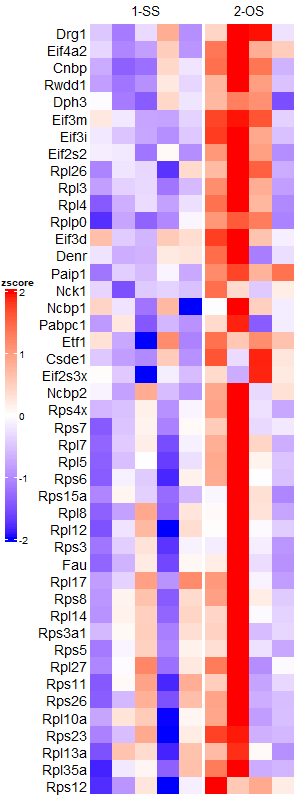 1-SS 2-OS
Drg1
Eif4a2
Cnbp
Rwdd1
Dph3
Eif3m
Eif3i
Eif2s2
Rpl26
Rpl3
Rpl4
Rplp0
Eif3d
Denr
Paip1
Nck1
Ncbp1
Pabpc1
Etf1
Csde1
Eif2s3x
Ncbp2
Rps4x
Rps7
Rpl7
Rpl5
Rps6
Rps15a
Rpl8
Rpl12
Rps3
Fau
Rpl17
Rps8
Rpl14
Rps3a1
Rps5
Rpl27
Rps11
Rps26
Rpl10a
Rps23
Rpl13a
Rpl35a
Rps12
zscore
2
1
0
-1
-2